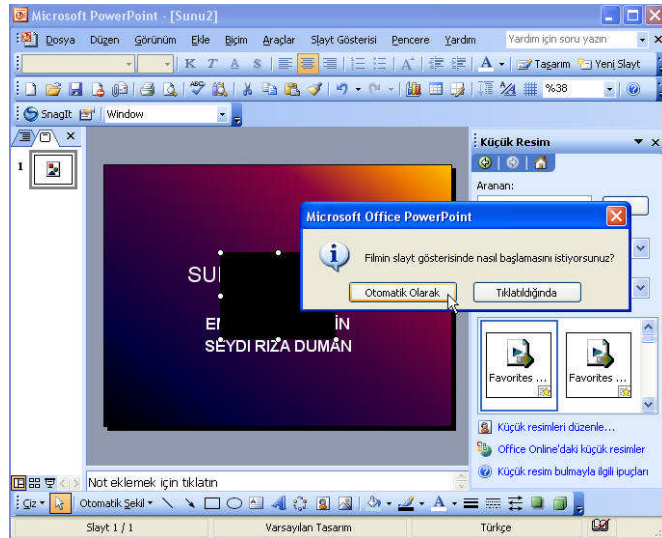 Microsoft PowerPoint - [Sunu2]
Dosya Düzen Görünüm Ekle Biçim Araçlar Slayt Gösterisi Pencere Yardım Yardım için soru yazın
K T A S A Tasarım Yeni Slayt
%38
SnagIt Window
Küçük Resim
1
Aranan:
Microsoft Office PowerPoint
Filmin slayt gösterisinde nasıl başlamasını istiyorsunuz?
Otomatik Olarak Tıklatıldığında
SU
İN
SEYDİ RIZA DUMAN
Favorites ... Favorites ...
Küçük resimleri düzenle...
Office Online'daki küçük resimler
Küçük resim bulmayla ilgili ipuçları
Not eklemek için tıklatın
Çiz Otomatik Şekil
Slayt 1 / 1 Varsayılan Tasarım Türkçe